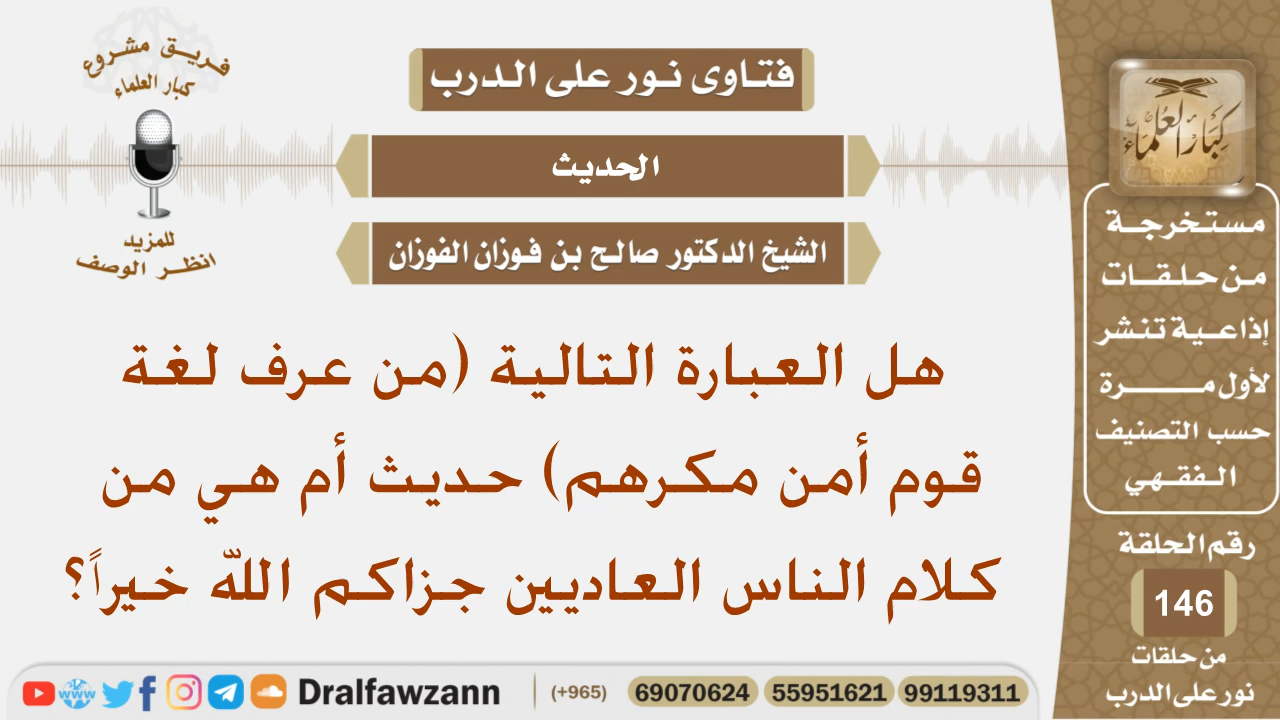 فتاوى نور على الدرب
الحديث
الشيخ الدكتور صالح بن فوزان الفوزان
هل العبارة التالية (من عرف لغة
قوم أمن مكرهم) حديث أم هي من
كلام الناس العاديين جزاكم الله خيراً؟
كبار العلماء
مستخرجة
من حلقات
إذاعية تنشر
لأول مرة
حسب التصنيف
الفقهي
رقم الحلقة
146
من حلقات
نور على الدرب
فريق مشروع
كبار العلماء
للمزيد
انظر الوصف
www
Dralfawzann
(+965)
69070624
55951621
99119311